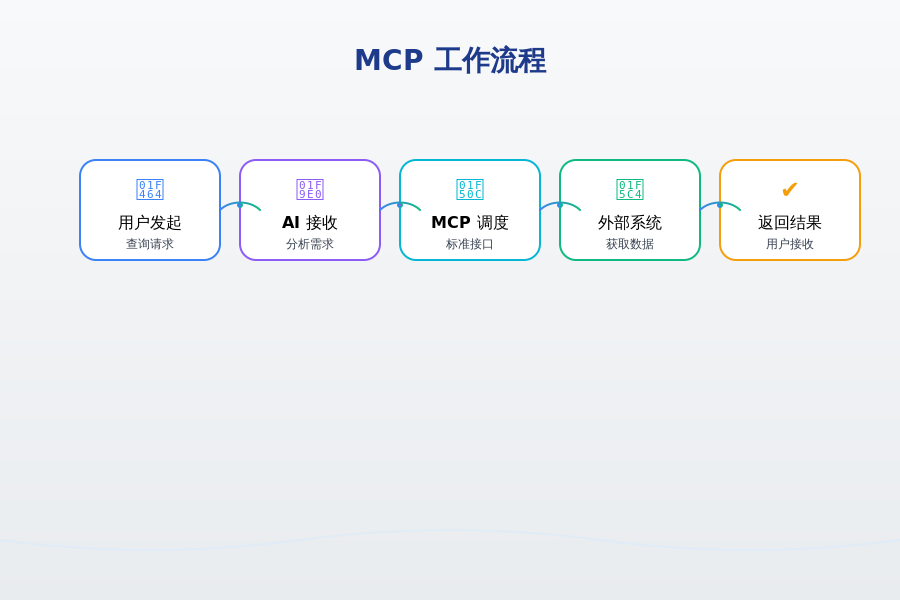 MCP 工作流程
01F464
01F9E0
01F50C
01F5C4
✔
用户发起
AI 接收
MCP 调度
外部系统
返回结果
查询请求
分析需求
标准接口
获取数据
用户接收